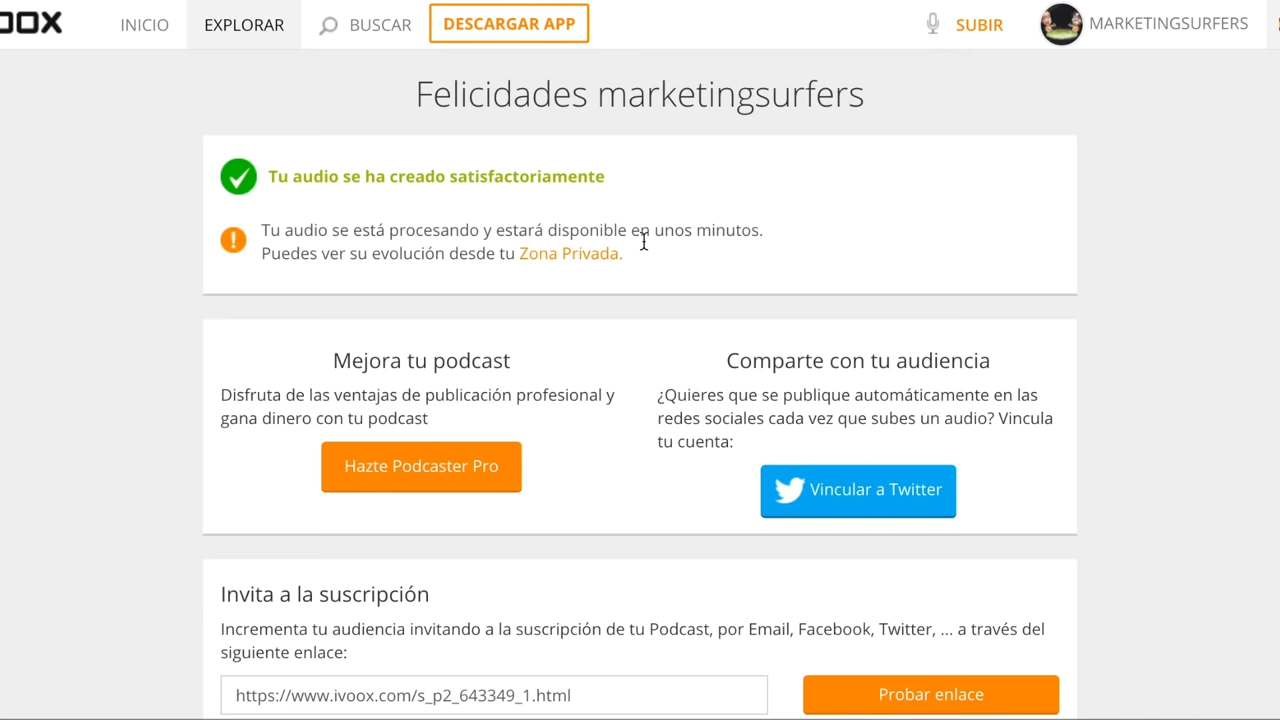 INICIO EXPLORAR BUSCAR DESCARGAR APP SUBIR MARKETINGSURFERS
Felicidades marketingsurfers
Tu audio se ha creado satisfactoriamente
Tu audio se está procesando y estará disponible en unos minutos.
Puedes ver su evolución desde tu Zona Privada.
Mejora tu podcast
Disfruta de las ventajas de publicación profesional y
gana dinero con tu podcast
Hazte Podcaster Pro
Comparte con tu audiencia
¿Quieres que se publique automáticamente en las
redes sociales cada vez que subes un audio? Vincula
tu cuenta:
Vincular a Twitter
Invita a la suscripción
Incrementa tu audiencia invitando a la suscripción de tu Podcast, por Email, Facebook, Twitter, ... a través del
siguiente enlace:
https://www.ivoox.com/s_p2_643349_1.html
Probar enlace